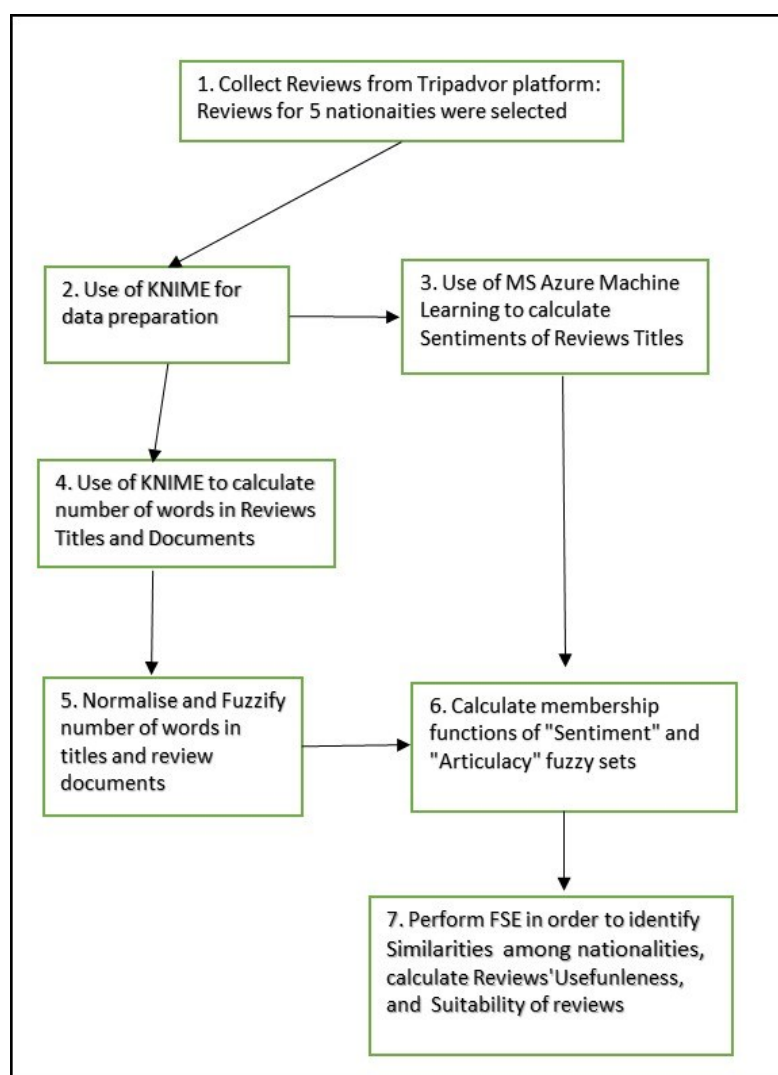 1. Collect Reviews from Tripadvor platform:
Reviews for 5 nationaities were selected
2. Use of KNIME for
data preparation
3. Use of MS Azure Machine
Learning to calculate
Sentiments of Reviews Titles
4. Use of KNIME to calculate
number of words in Reviews
Titles and Documents
5. Normalise and Fuzzify
number of words in
titles and review
documents
6. Calculate membership
functions of "Sentiment" and
"Articulacy" fuzzy sets
7. Perform FSE in order to identify
Similarities among nationalities,
calculate Reviews'Usefunleness,
and Suitability of reviews